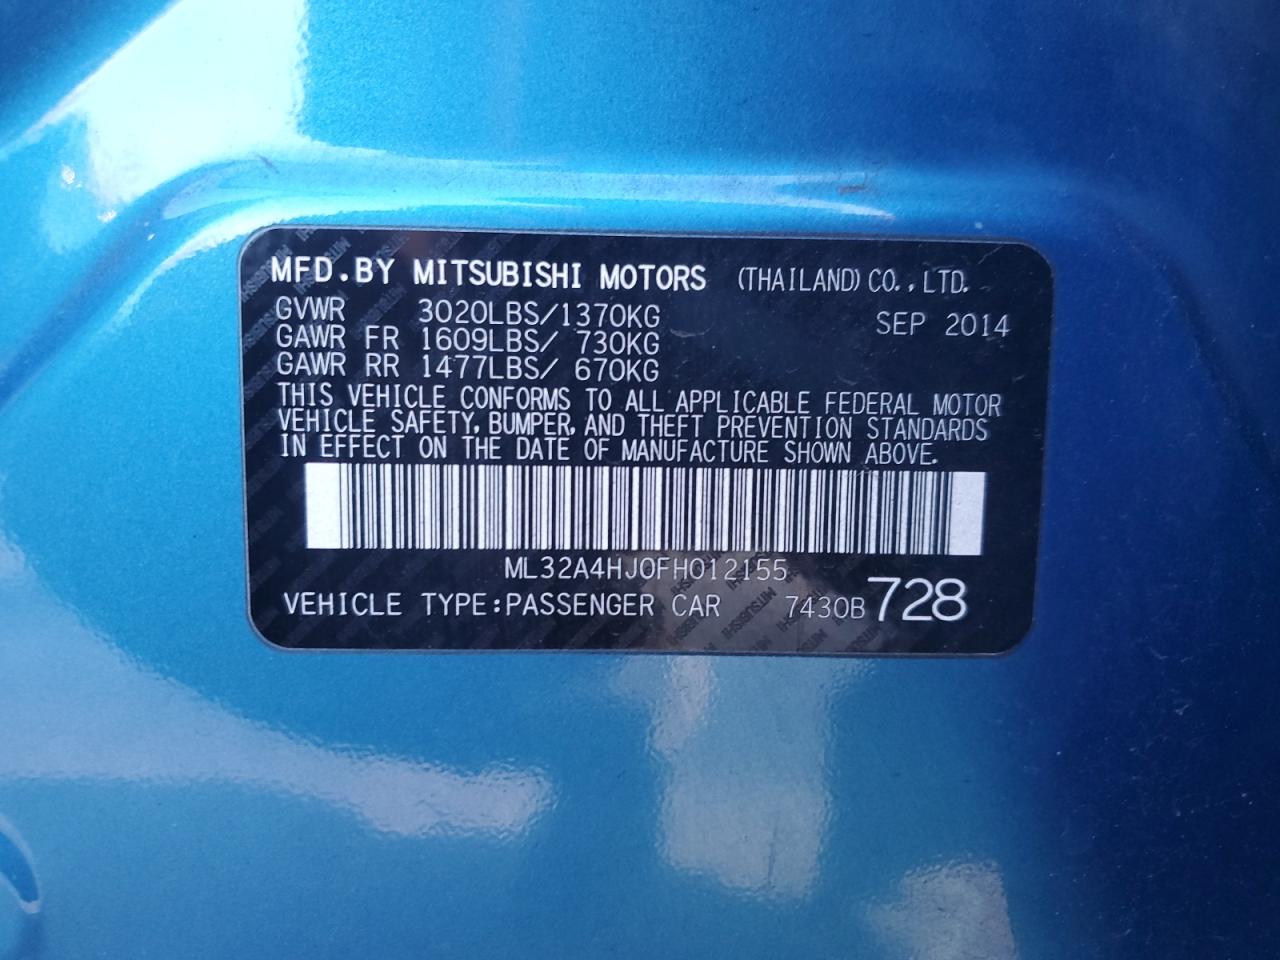 MFD.BY MITSUBISHI MOTORS (THAILAND) CO., LTD.
GVWR 3020LBS/1370KG SEP 2014
GAWR FR 1609LBS/ 730KG
GAWR RR 1477LBS/ 670KG
THIS VEHICLE CONFORMS TO ALL APPLICABLE FEDERAL MOTOR
VEHICLE SAFETY, BUMPER, AND THEFT PREVENTION STANDARDS
IN EFFECT ON THE DATE OF MANUFACTURE SHOWN ABOVE.
ML32A4HJ0FH012155
VEHICLE TYPE:PASSENGER CAR 7430B 728